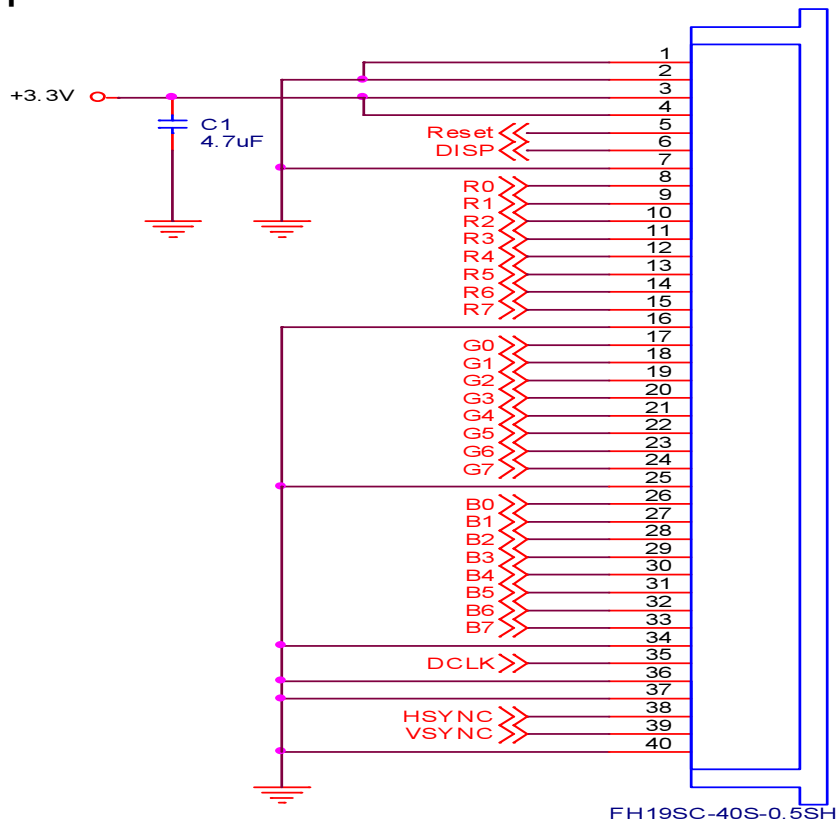 1
2
+3.3V 3
4
C1
4.7uF
Reset 5
DISP 6
7
R0 8
R1 9
R2 10
R3 11
R4 12
R5 13
R6 14
R7 15
16
G0 17
G1 18
G2 19
G3 20
G4 21
G5 22
G6 23
G7 24
25
B0 26
B1 27
B2 28
B3 29
B4 30
B5 31
B6 32
B7 33
34
DCLK 35
36
37
HSYNC 38
VSYNC 39
40
FH19SC-40S-0.5SH